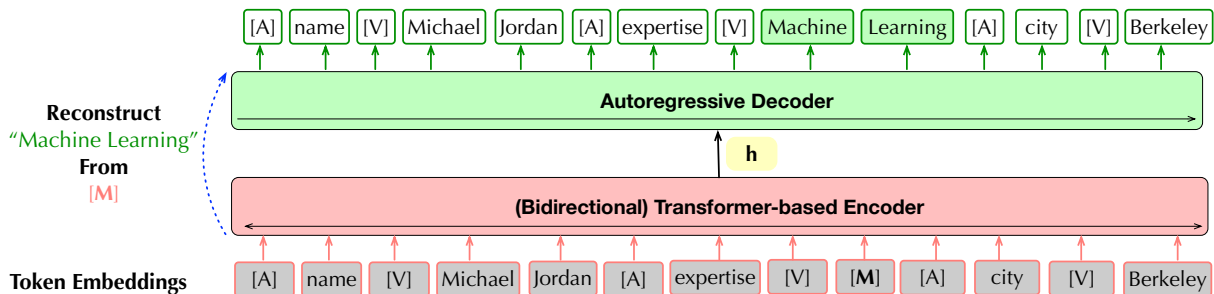 [A] name [V] Michael Jordan [A] expertise [V] Machine Learning [A] city [V] Berkeley
Autoregressive Decoder
Reconstruct
“Machine Learning”
From
[M]
h
(Bidirectional) Transformer-based Encoder
Token Embeddings [A] name [V] Michael Jordan [A] expertise [V] [M] [A] city [V] Berkeley